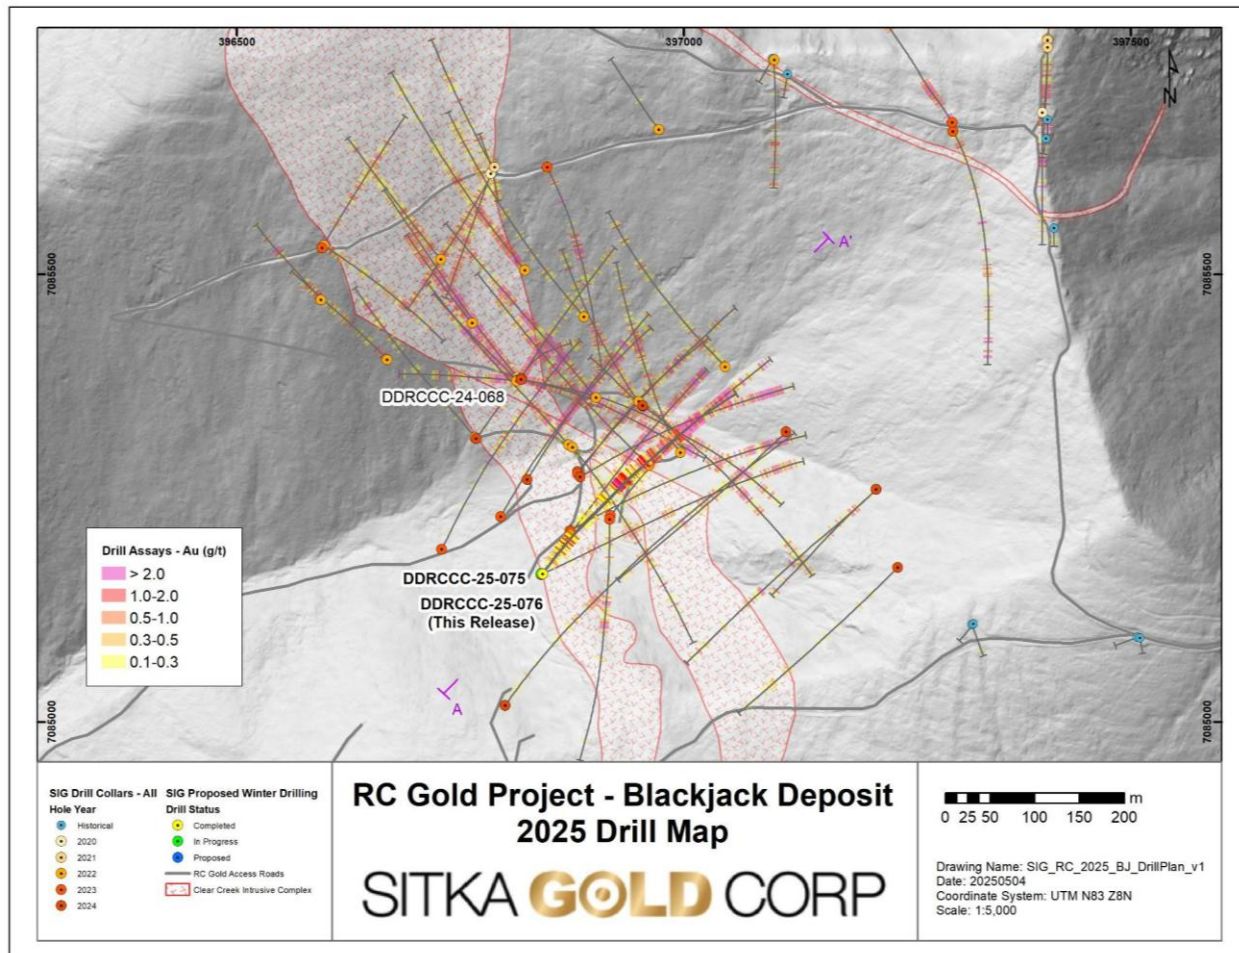 396500
397000
397500
N
7085500
7085500
A'
DDRCCC-24-068
Drill Assays - Au (g/t)
> 2.0
1.0-2.0
0.5-1.0
0.3-0.5
0.1-0.3
DDRCCC-25-075
DDRCCC-25-076
(This Release)
A
7085000
7085000
SIG Drill Collars - All
Hole Year
Historical
2020
2021
2022
2023
2024
SIG Proposed Winter Drilling
Drill Status
Completed
In Progress
Proposed
RC Gold Access Roads
Clear Creek Intrusive Complex
RC Gold Project - Blackjack Deposit
2025 Drill Map
SITKA GOLD CORP
m
0 25 50 100 150 200
Drawing Name: SIG_RC_2025_BJ_DrillPlan_v1
Date: 20250504
Coordinate System: UTM N83 Z8N
Scale: 1:5,000